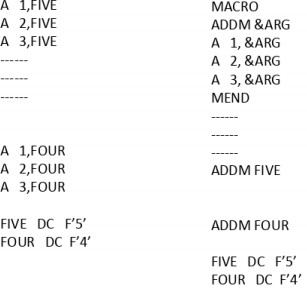 A 1,FIVE
A 2,FIVE
A 3,FIVE
------
------
------
A 1,FOUR
A 2,FOUR
A 3,FOUR
FIVE DC F'5'
FOUR DC F'4'
MACRO
ADDM &ARG
A 1, &ARG
A 2, &ARG
A 3, &ARG
MEND
------
------
------
ADDM FIVE
ADDM FOUR
FIVE DC F'5'
FOUR DC F'4'